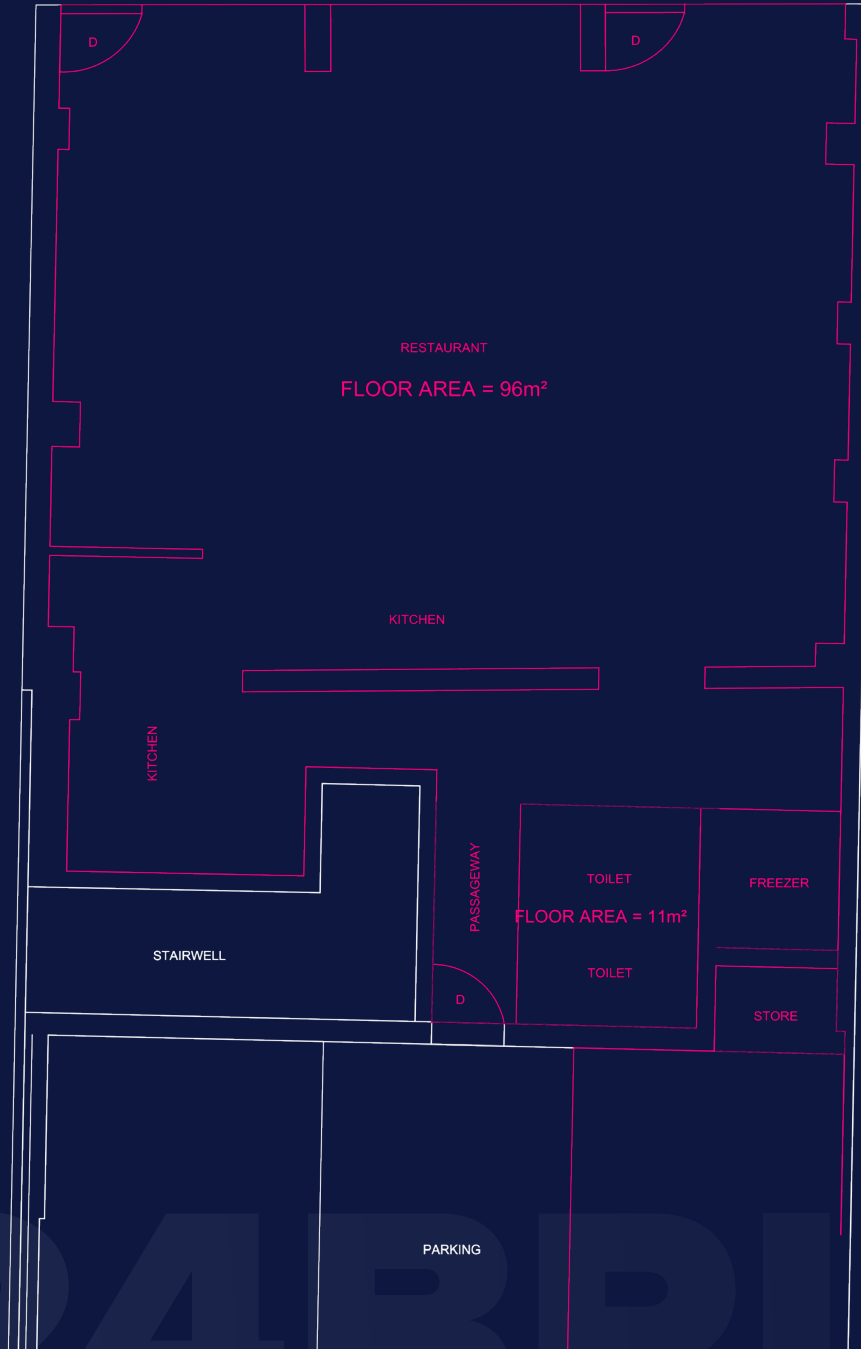 D
D
RESTAURANT
FLOOR AREA = 96m²
KITCHEN
KITCHEN
PASSAGEWAY
TOILET
FREEZER
FLOOR AREA = 11m²
STAIRWELL
TOILET
D
STORE
PARKING